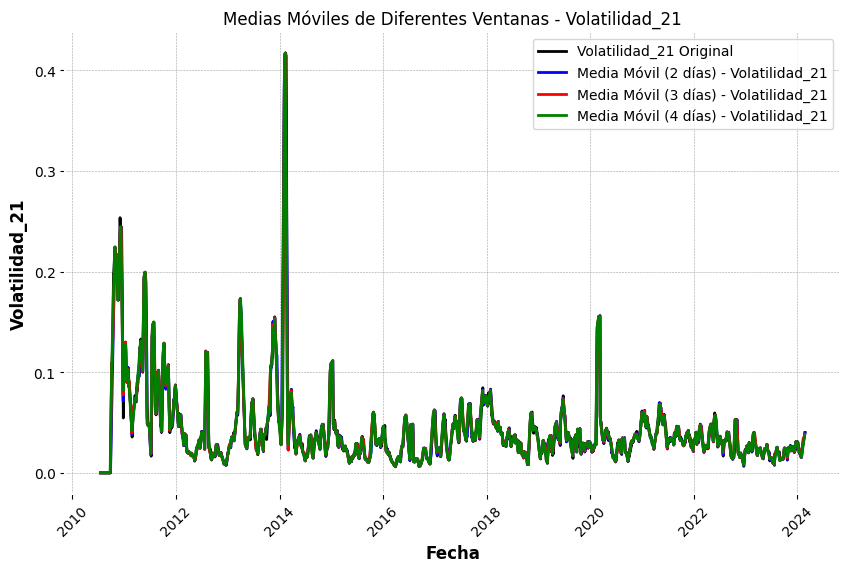 Medias Móviles de Diferentes Ventanas - Volatilidad_21
Volatilidad_21 Original
Media Móvil (2 días) - Volatilidad_21
Media Móvil (3 días) - Volatilidad_21
Media Móvil (4 días) - Volatilidad_21
Volatilidad_21
0.4
0.3
0.2
0.1
0.0
2010
2012
2014
2016
2018
2020
2022
2024
Fecha